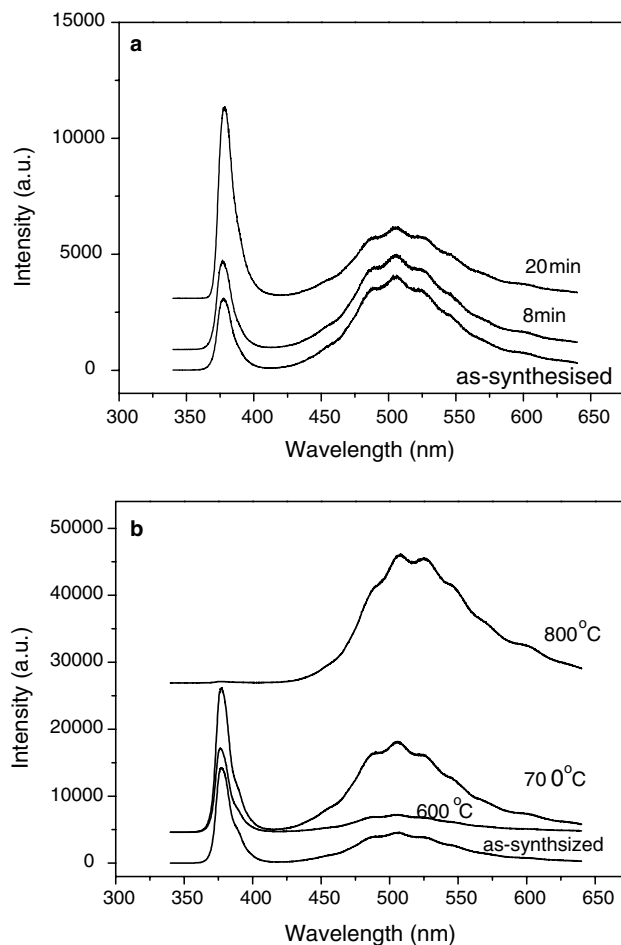 15000
a
10000
5000
0
Intensity (a.u.)
20min
8min
as-synthesised
300 350 400 450 500 550 600 650
Wavelength (nm)
50000
b
40000
30000
20000
10000
0
Intensity (a.u.)
800°C
70 0°C
600°C
as-synthsized
300 350 400 450 500 550 600 650
Wavelength (nm)